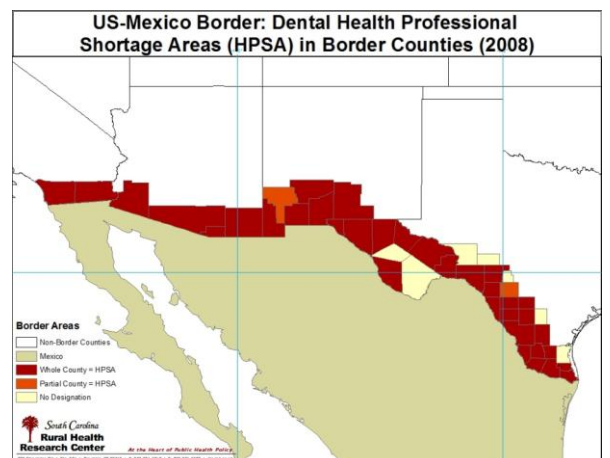 US-Mexico Border: Dental Health Professional
Shortage Areas (HPSA) in Border Counties (2008)
Border Areas
Non-Border Counties
Mexico
Whole County = HPSA
Partial County = HPSA
No Designation
South Carolina
Rural Health
Research Center
At the Heart of Public Health Policy